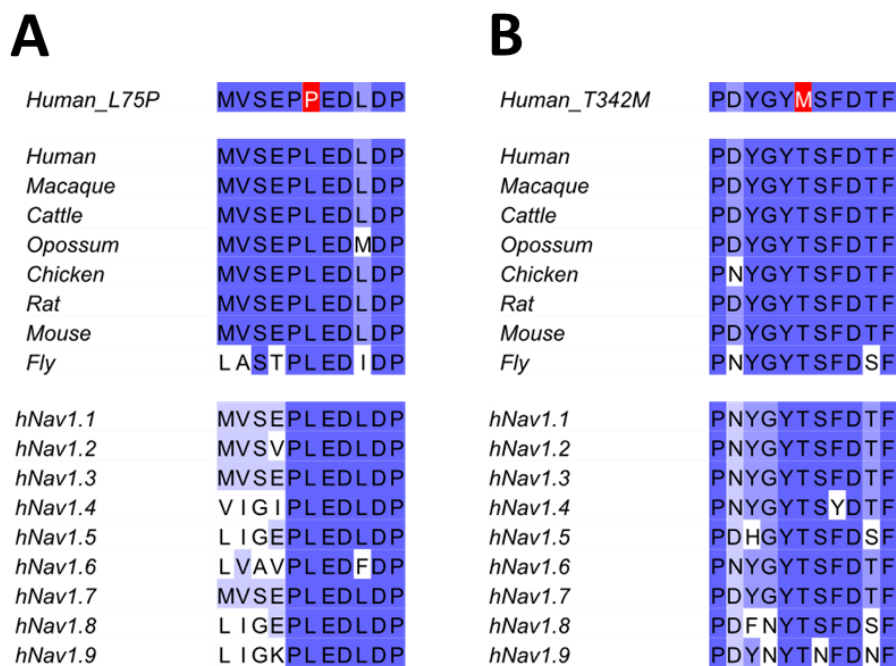 A
Human_L75P MVSEPPEDLDP
Human MVSEPLEDLDP
Macaque MVSEPLEDLDP
Cattle MVSEPLEDLDP
Opossum MVSEPLEDMDP
Chicken MVSEPLEDLDP
Rat MVSEPLEDLDP
Mouse MVSEPLEDLDP
Fly LASTPLEDIDP
hNav1.1 MVSEPLEDLDP
hNav1.2 MVSVPLEDLDP
hNav1.3 MVSEPLEDLDP
hNav1.4 VIGIPLEDLDP
hNav1.5 LIGEPLEDLDP
hNav1.6 LVAVPLEDFDP
hNav1.7 MVSEPLEDLDP
hNav1.8 LIGEPLEDLDP
hNav1.9 LIGKPLEDLDP
B
Human_T342M PDYGYMSFDTF
Human PDYGYTSFDTF
Macaque PDYGYTSFDTF
Cattle PDYGYTSFDTF
Opossum PDYGYTSFDTF
Chicken PNYGYTSFDTF
Rat PDYGYTSFDTF
Mouse PDYGYTSFDTF
Fly PNYGYTSFDSF
hNav1.1 PNYGYTSFDTF
hNav1.2 PNYGYTSFDTF
hNav1.3 PNYGYTSFDTF
hNav1.4 PNYGYTSYDTF
hNav1.5 PDHGYTSFDSF
hNav1.6 PNYGYTSFDTF
hNav1.7 PDYGYTSFDTF
hNav1.8 PDFNYTSFDSF
hNav1.9 PDYNYTNFDNF